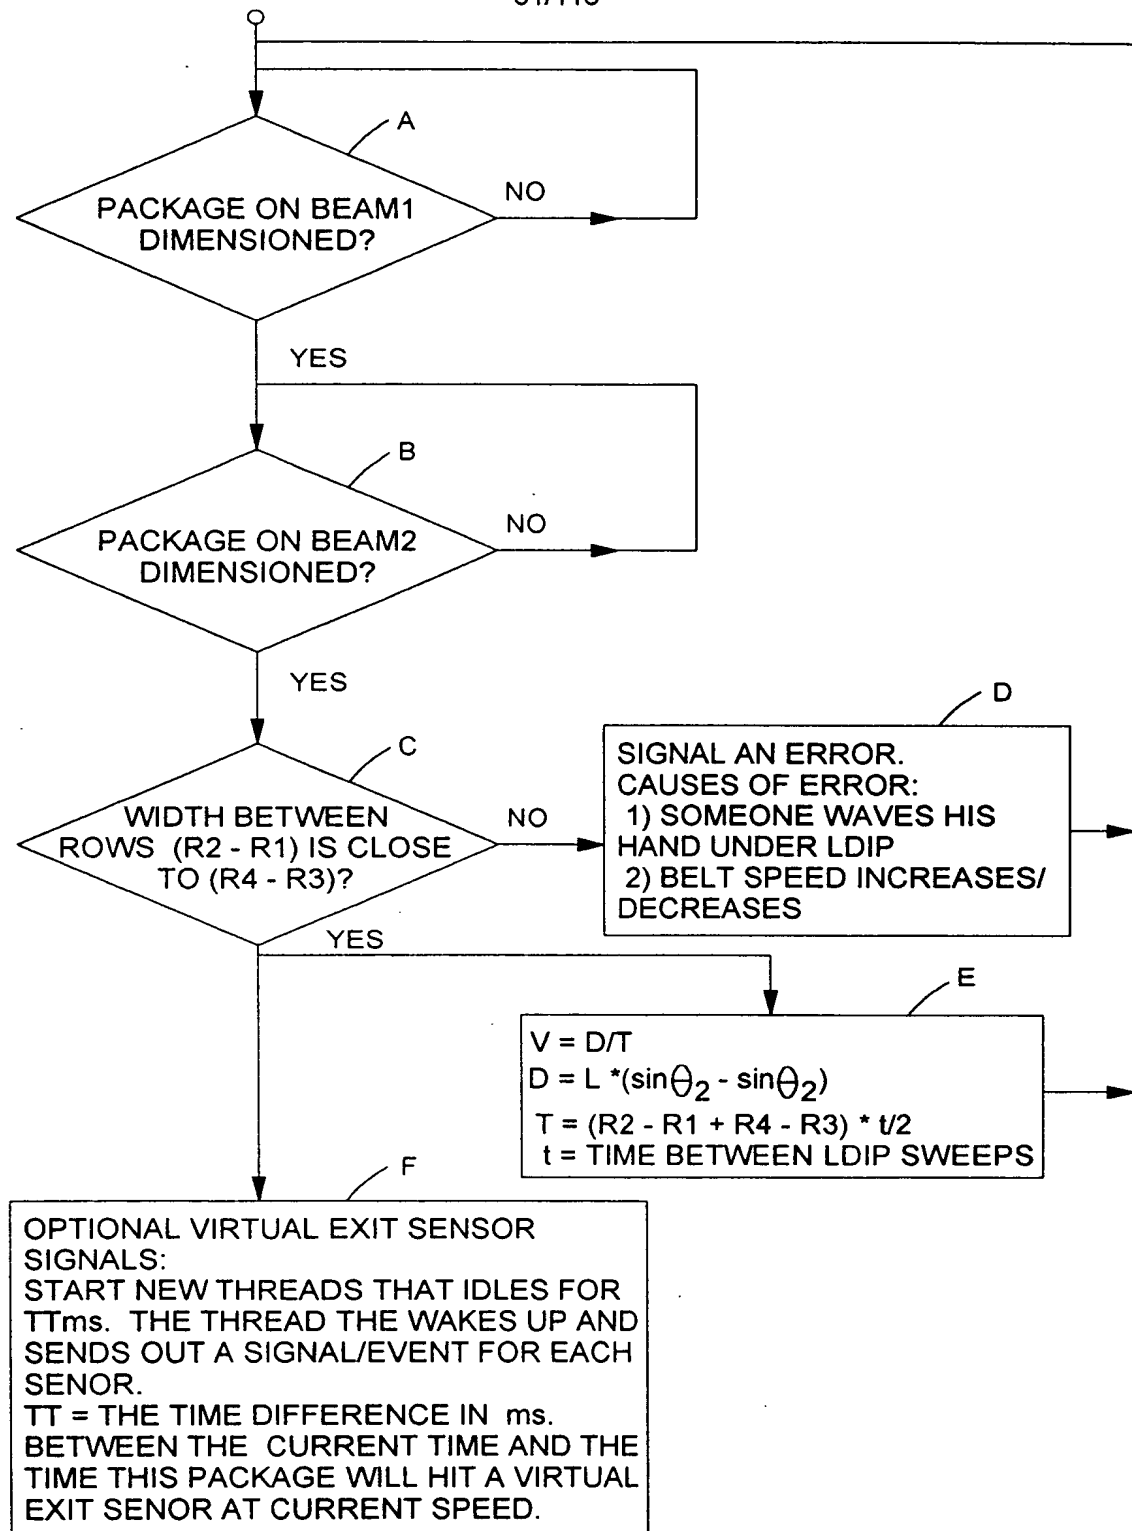 A
PACKAGE ON BEAM1
DIMENSIONED?
NO
YES
B
PACKAGE ON BEAM2
DIMENSIONED?
NO
YES
C
WIDTH BETWEEN
ROWS (R2 - R1) IS CLOSE
TO (R4 - R3)?
NO
D
SIGNAL AN ERROR.
CAUSES OF ERROR:
1) SOMEONE WAVES HIS
HAND UNDER LDIP
2) BELT SPEED INCREASES/
DECREASES
YES
E
V = D/T
D = L *(sinθ₂ - sinθ₂)
T = (R2 - R1 + R4 - R3) * t/2
t = TIME BETWEEN LDIP SWEEPS
F
OPTIONAL VIRTUAL EXIT SENSOR
SIGNALS:
START NEW THREADS THAT IDLES FOR
TTms. THE THREAD THE WAKES UP AND
SENDS OUT A SIGNAL/EVENT FOR EACH
SENOR.
TT = THE TIME DIFFERENCE IN ms.
BETWEEN THE CURRENT TIME AND THE
TIME THIS PACKAGE WILL HIT A VIRTUAL
EXIT SENOR AT CURRENT SPEED.